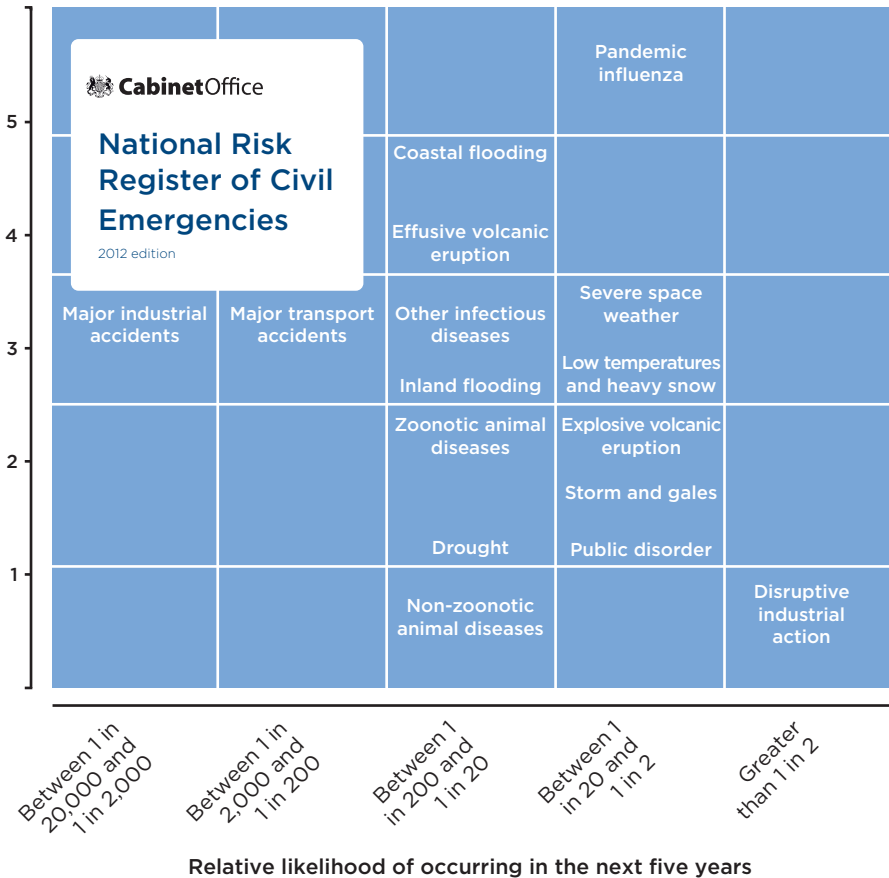 CabinetOffice
National Risk
Register of Civil
Emergencies
2012 edition
5
4
3
2
1
Pandemic
influenza
Coastal flooding
Effusive volcanic
eruption
Major industrial
accidents
Major transport
accidents
Other infectious
diseases
Inland flooding
Severe space
weather
Low temperatures
and heavy snow
Zoonotic animal
diseases
Drought
Explosive volcanic
eruption
Storm and gales
Public disorder
Non-zoonotic
animal diseases
Disruptive
industrial
action
Between 1 in
20,000 and
1 in 2,000
Between 1 in
2,000 and
1 in 200
Between 1
in 200 and
1 in 20
Between 1
in 20 and
1 in 2
Greater
than 1 in 2
Relative likelihood of occurring in the next five years